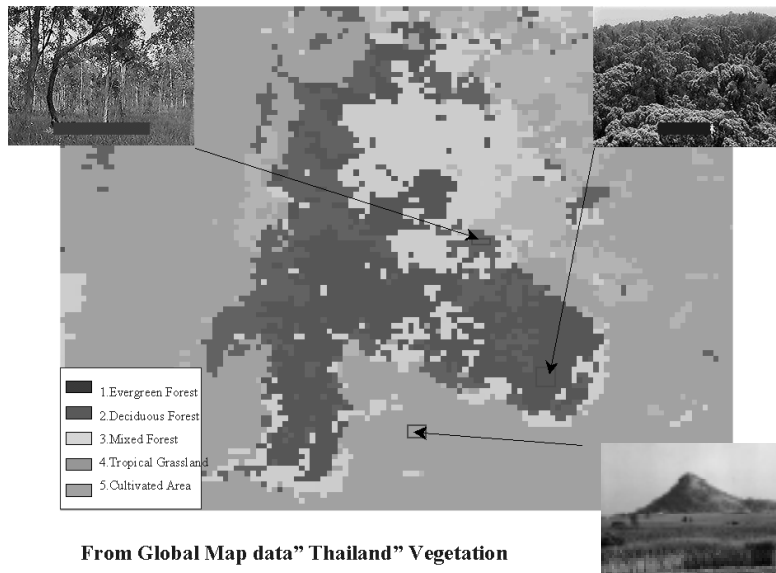 1.Evergreen Forest
2.Deciduous Forest
3.Mixed Forest
4.Tropical Grassland
5.Cultivated Area
From Global Map data” Thailand” Vegetation